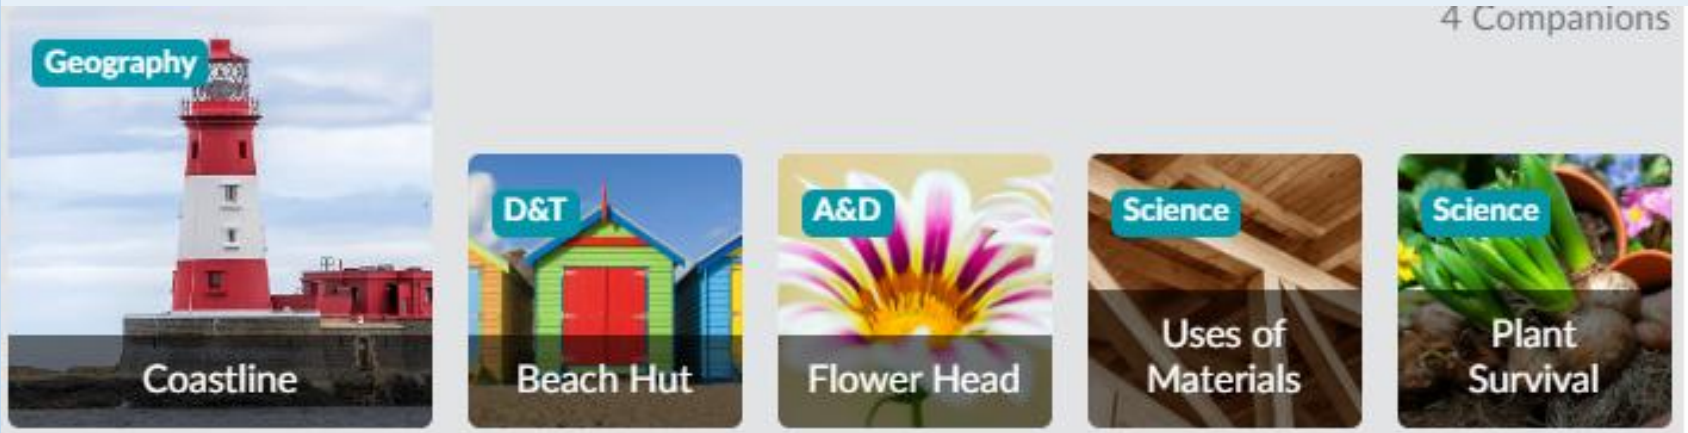 4 Companions
Geography
Coastline
D&T
Beach Hut
A&D
Flower Head
Science
Uses of
Materials
Science
Plant
Survival